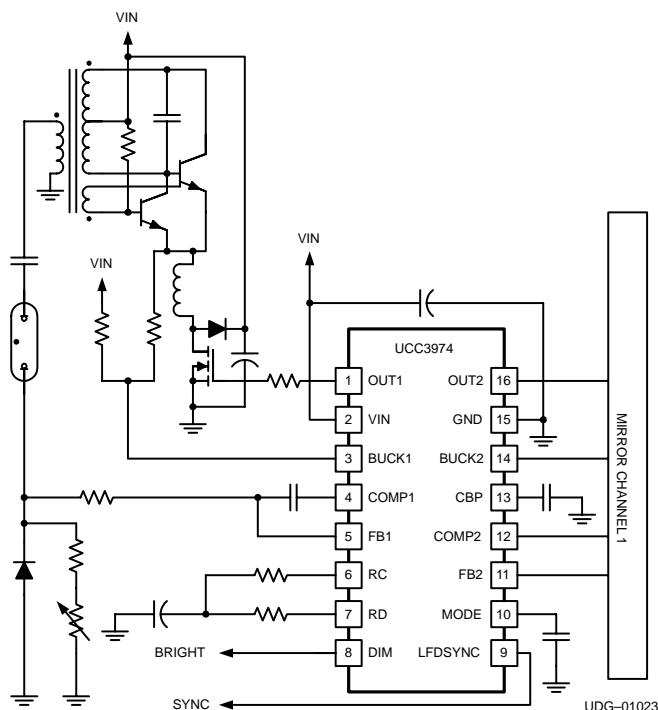 VIN
VIN
VIN
UCC3974
1 OUT1 OUT2 16
2 VIN GND 15
3 BUCK1 BUCK2 14
4 COMP1 CBP 13
5 FB1 COMP2 12
6 RC FB2 11
7 RD MODE 10
8 DIM LFDSYNC 9
MIRROR CHANNEL 1
BRIGHT
SYNC
UDG–01023